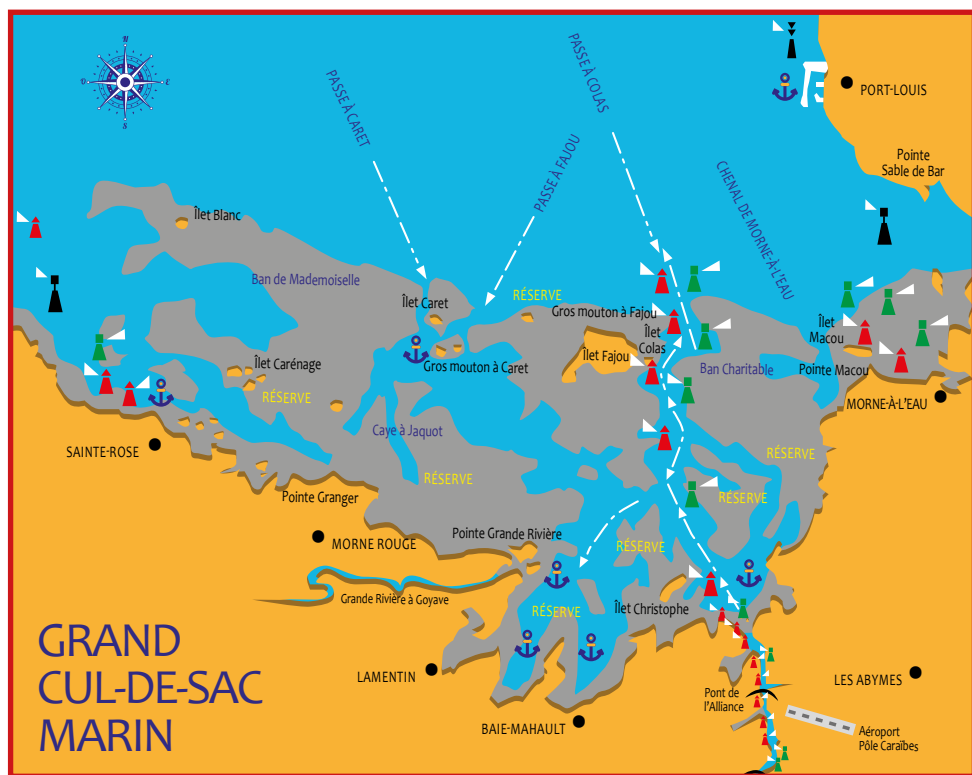 N
O
E
S
PASSE À CARET
PASSE À COLAS
PASSE À FAJOU
CHENAL DE MORNE-À-L'EAU
PORT-LOUIS
Pointe
Sable de Bar
Îlet Blanc
Ban de Mademoiselle
Îlet Caret
RÉSERVE
Gros mouton à Fajou
Îlet
Colas
Îlet
Macou
Îlet Carénage
Gros mouton à Caret
Îlet Fajou
Ban Charitable
Pointe Macou
RÉSERVE
MORNE-À-L'EAU
Caye à Jaquot
SAINTE-ROSE
RÉSERVE
RÉSERVE
RÉSERVE
Pointe Granger
Pointe Grande Rivière
MORNE ROUGE
RÉSERVE
Grande Rivière à Goyave
RÉSERVE
Îlet Christophe
GRAND
CUL-DE-SAC
MARIN
LAMENTIN
LES ABYMES
Pont de
l'Alliance
BAIE-MAHAULT
Aéroport
Pôle Caraïbes